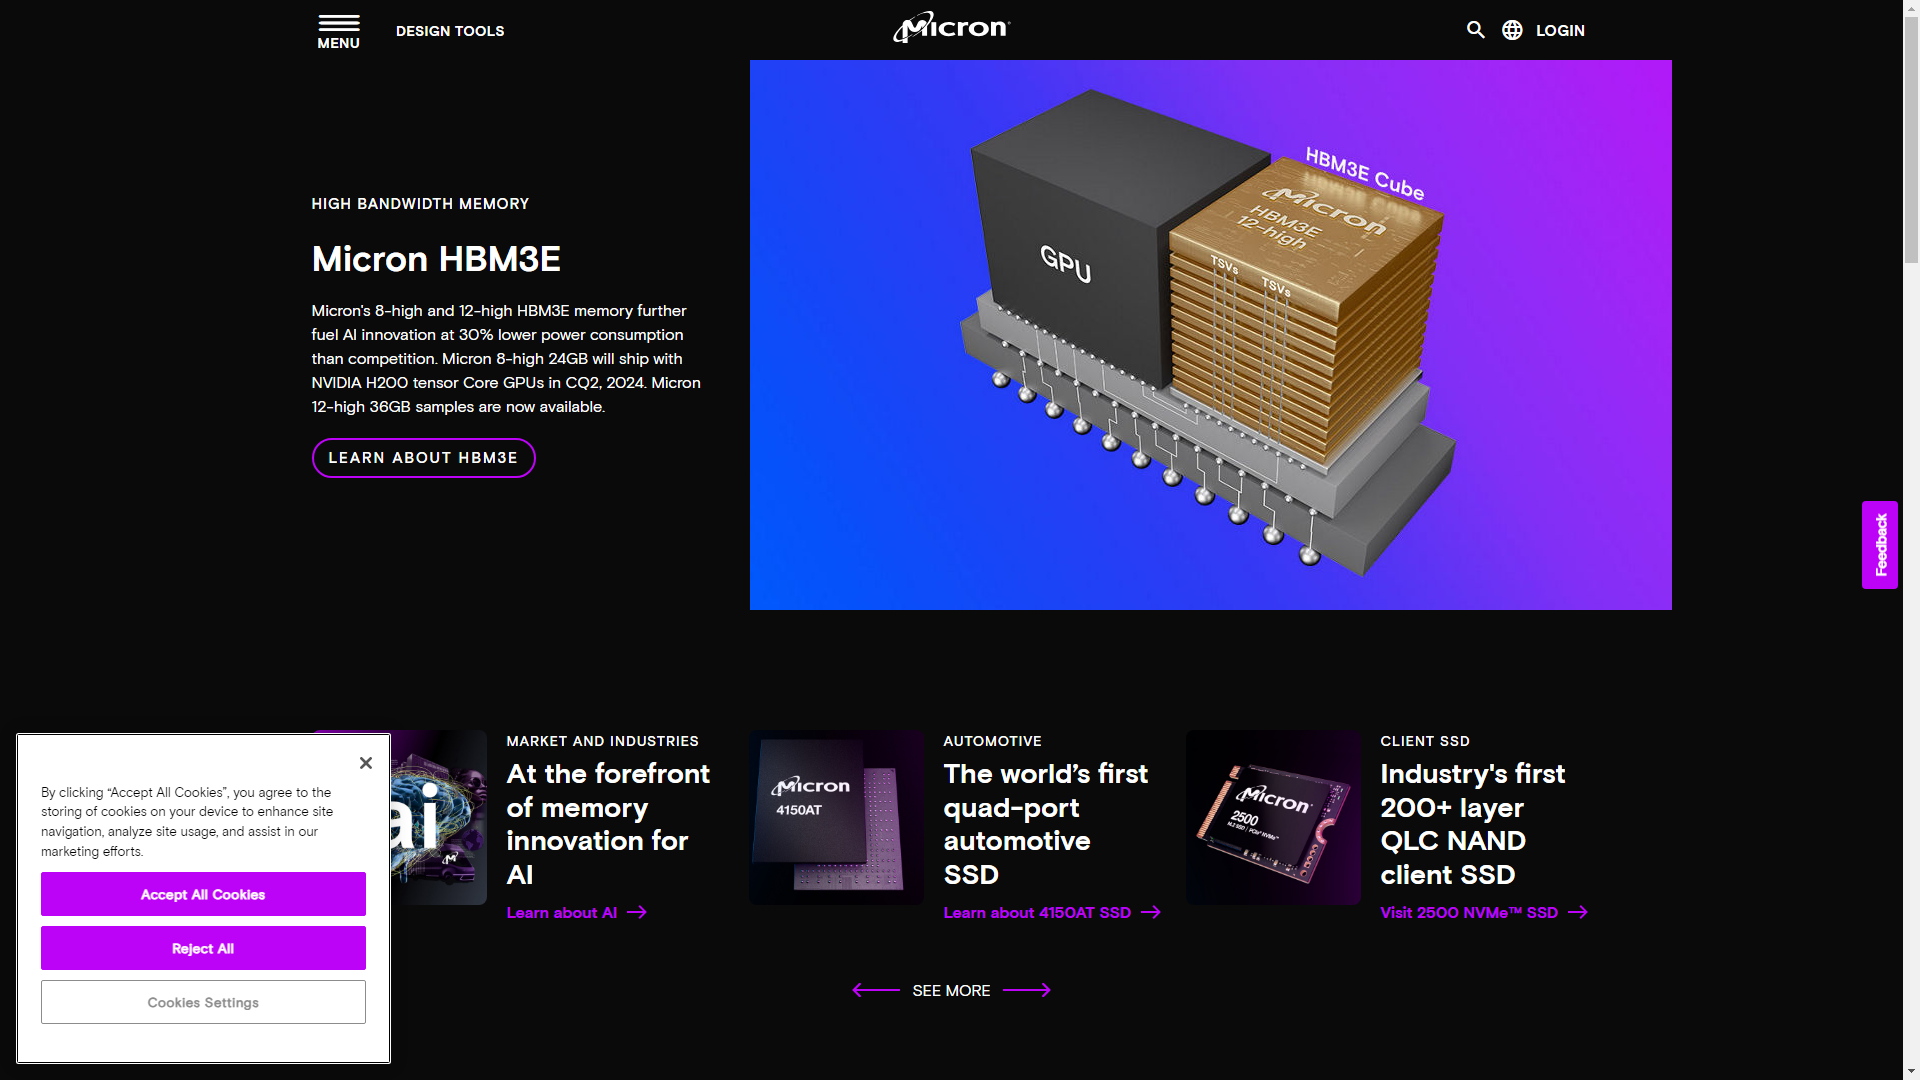 MENU
DESIGN TOOLS
Micron
LOGIN
HIGH BANDWIDTH MEMORY
Micron HBM3E
Micron's 8-high and 12-high HBM3E memory further
fuel AI innovation at 30% lower power consumption
than competition. Micron 8-high 24GB will ship with
NVIDIA H200 tensor Core GPUs in CQ2, 2024. Micron
12-high 36GB samples are now available.
LEARN ABOUT HBM3E
HBM3E Cube
Micron
HBM3E
12-high
GPU
TSVs
TSVs
Feedback
ai
MARKET AND INDUSTRIES
At the forefront
of memory
innovation for
AI
Learn about AI
Micron
4150AT
AUTOMOTIVE
The world’s first
quad-port
automotive
SSD
Learn about 4150AT SSD
Micron
2500
M.2 SSD | PCIe® NVMe™
CLIENT SSD
Industry's first
200+ layer
QLC NAND
client SSD
Visit 2500 NVMe™ SSD
SEE MORE
By clicking “Accept All Cookies”, you agree to the
storing of cookies on your device to enhance site
navigation, analyze site usage, and assist in our
marketing efforts.
Accept All Cookies
Reject All
Cookies Settings